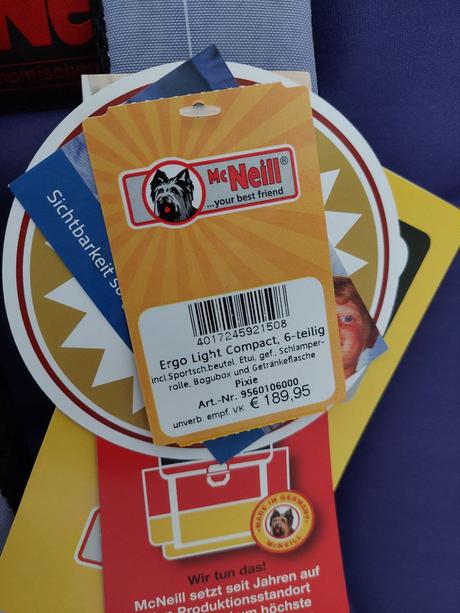 nomischen
Sichtbarkeit
McNeill®
...your best friend
4017245921508
Ergo Light Compact, 6-teilig
incl.Sportsch.beutel, Etui, gef., Schlamper-
rolle, Bogubox und Getränkeflasche
Pixie
Art.-Nr. 9560106000
unverb. empf. VK € 189,95
MADE IN GERMANY
McNEILL
Wir tun das!
McNeill setzt seit Jahren auf
Produktionsstandort
höchste